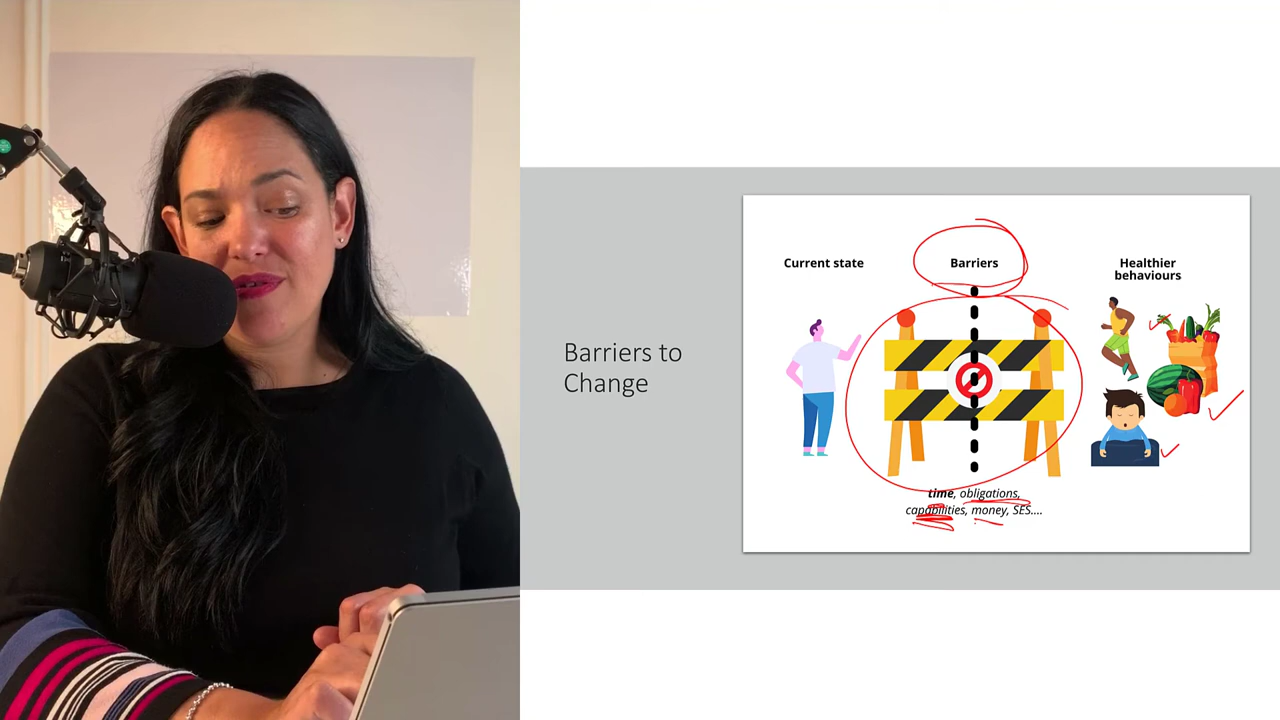 Barriers to
Change
Current state
Barriers
Healthier
behaviours
time, obligations,
capabilities, money, SES....